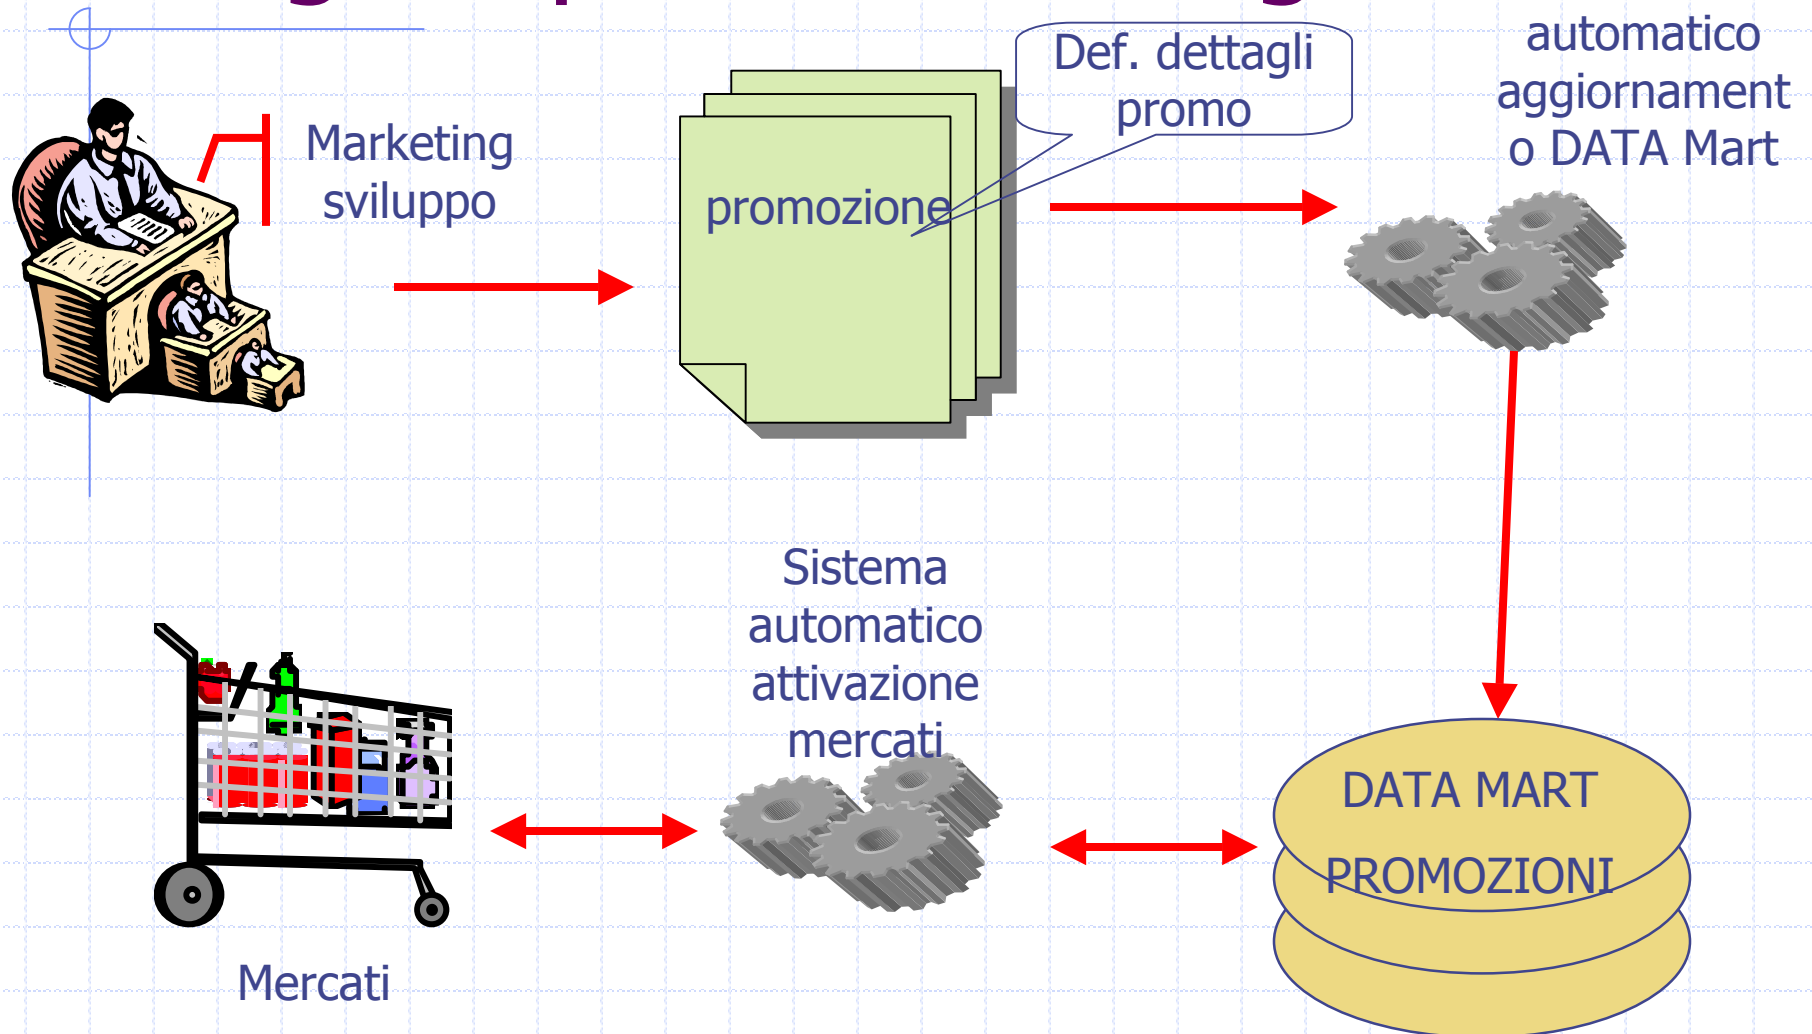 Def. dettagli
promo
automatico
aggiornament
o DATA Mart
Marketing
sviluppo
promozione
Sistema
automatico
attivazione
mercati
DATA MART
PROMOZIONI
Mercati